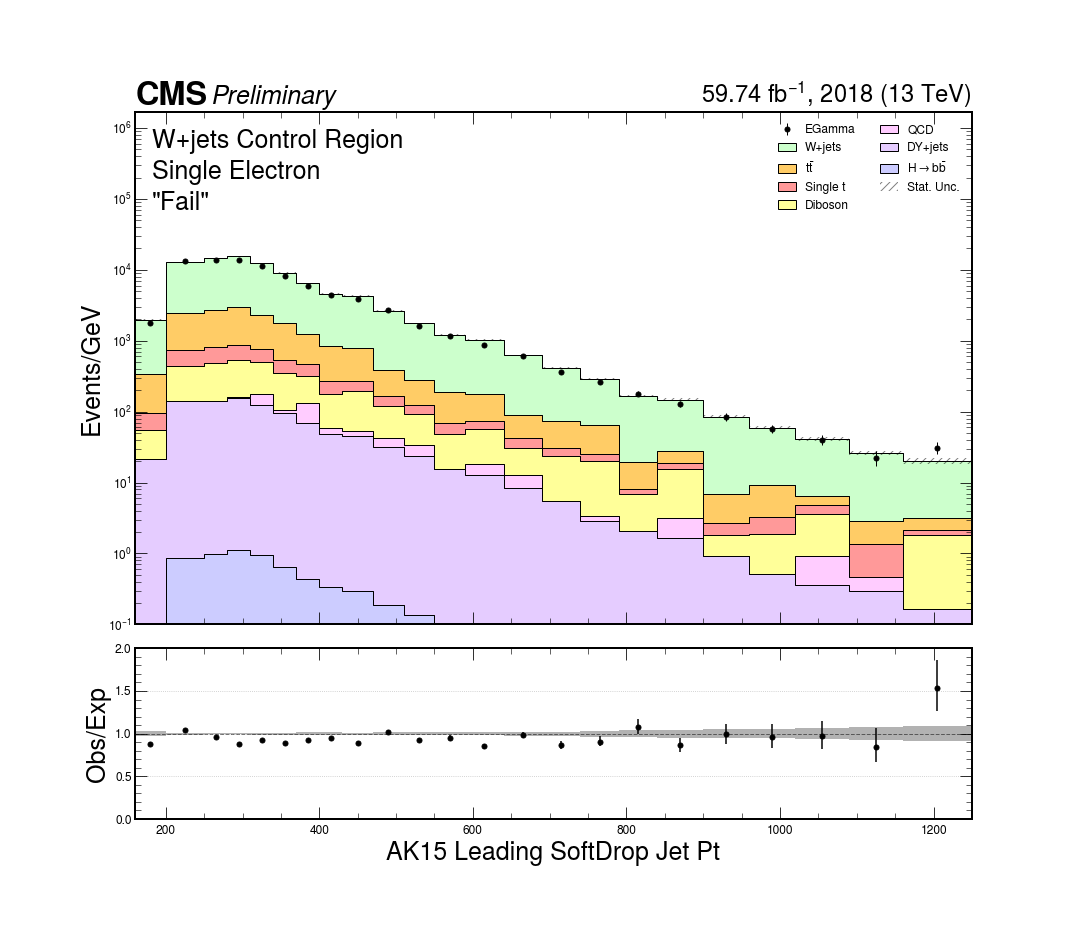 CMS Preliminary 59.74 fb⁻¹, 2018 (13 TeV)
W+jets Control Region
Single Electron
"Fail"
EGamma
W+jets
tt̄
Single t
Diboson
QCD
DY+jets
H→bb̄
Stat. Unc.
Events/GeV
10⁶
10⁵
10⁴
10³
10²
10¹
10⁰
10⁻¹
Obs/Exp
2.0
1.5
1.0
0.5
0.0
200 400 600 800 1000 1200
AK15 Leading SoftDrop Jet Pt